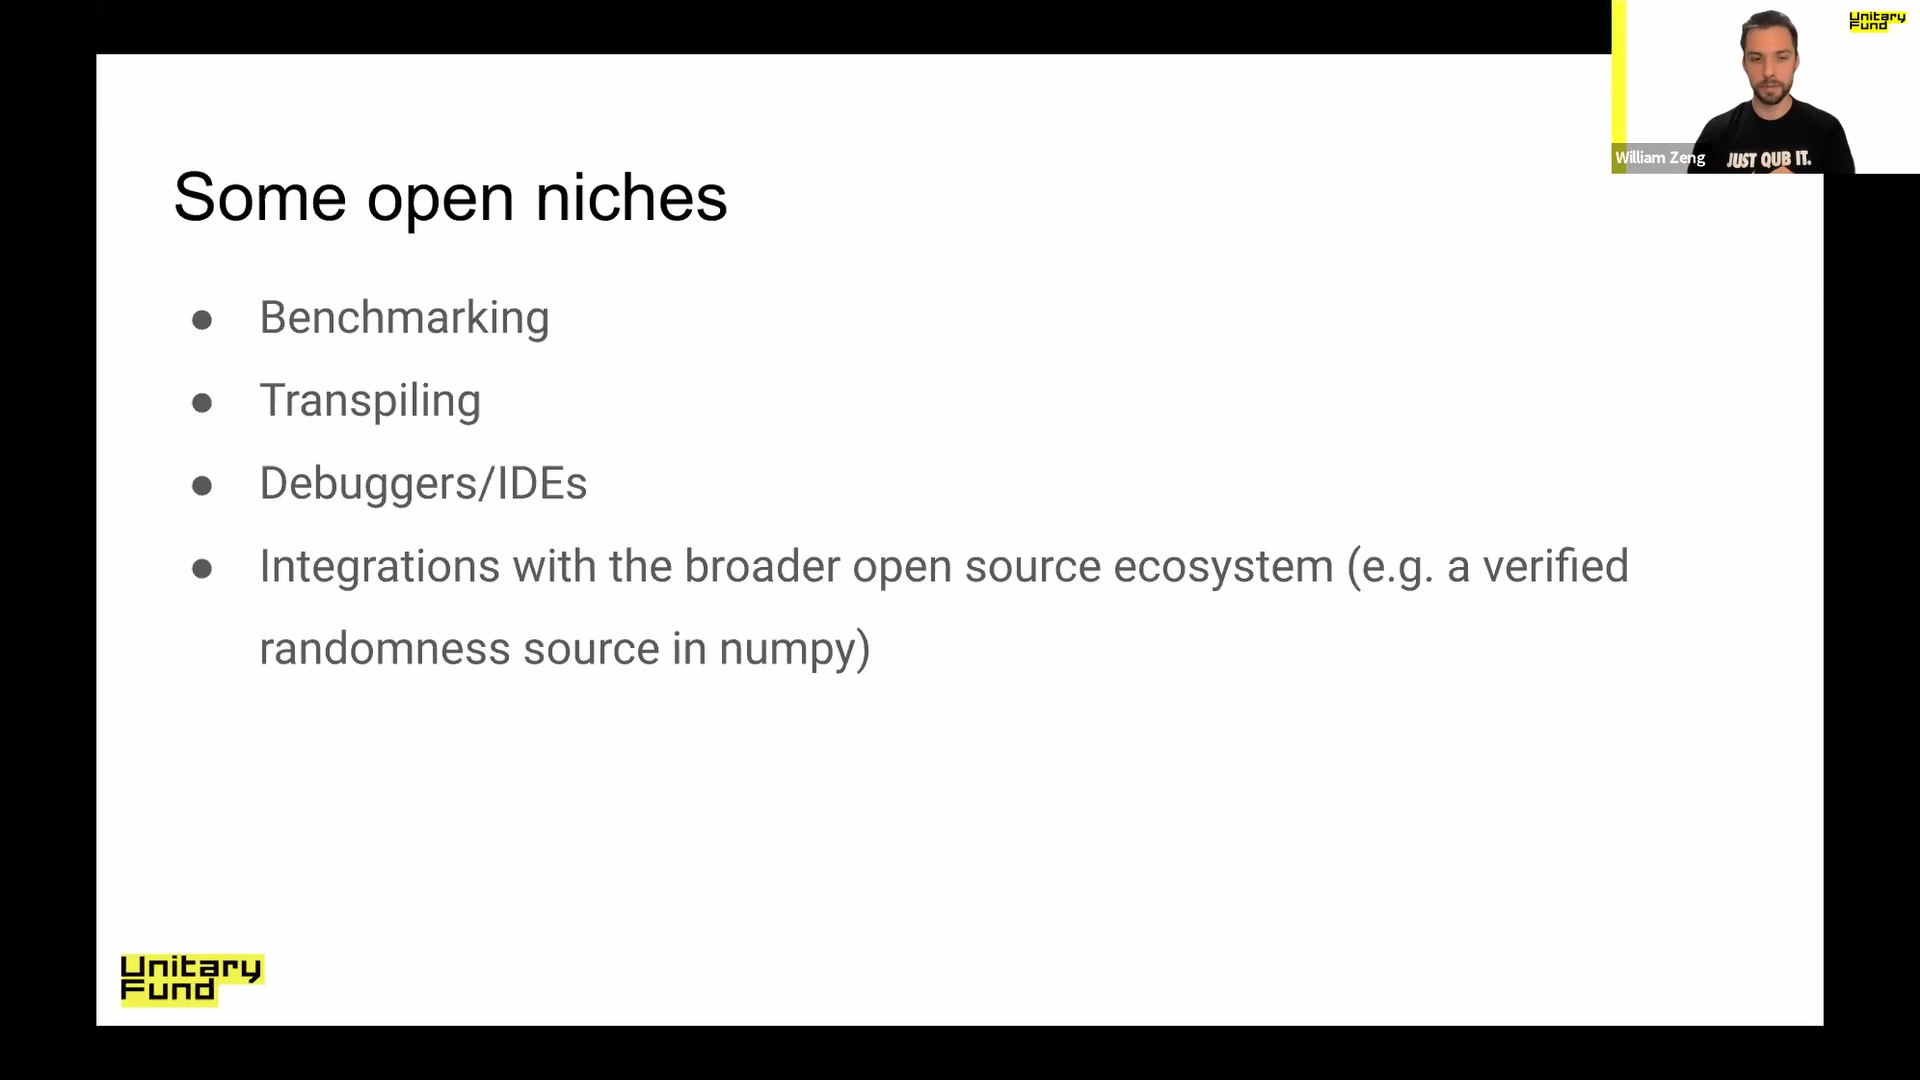 Unitary
Fund
William Zeng
JUST QUB IT.
Some open niches
● Benchmarking
● Transpiling
● Debuggers/IDEs
● Integrations with the broader open source ecosystem (e.g. a verified
randomness source in numpy)
Unitary
Fund